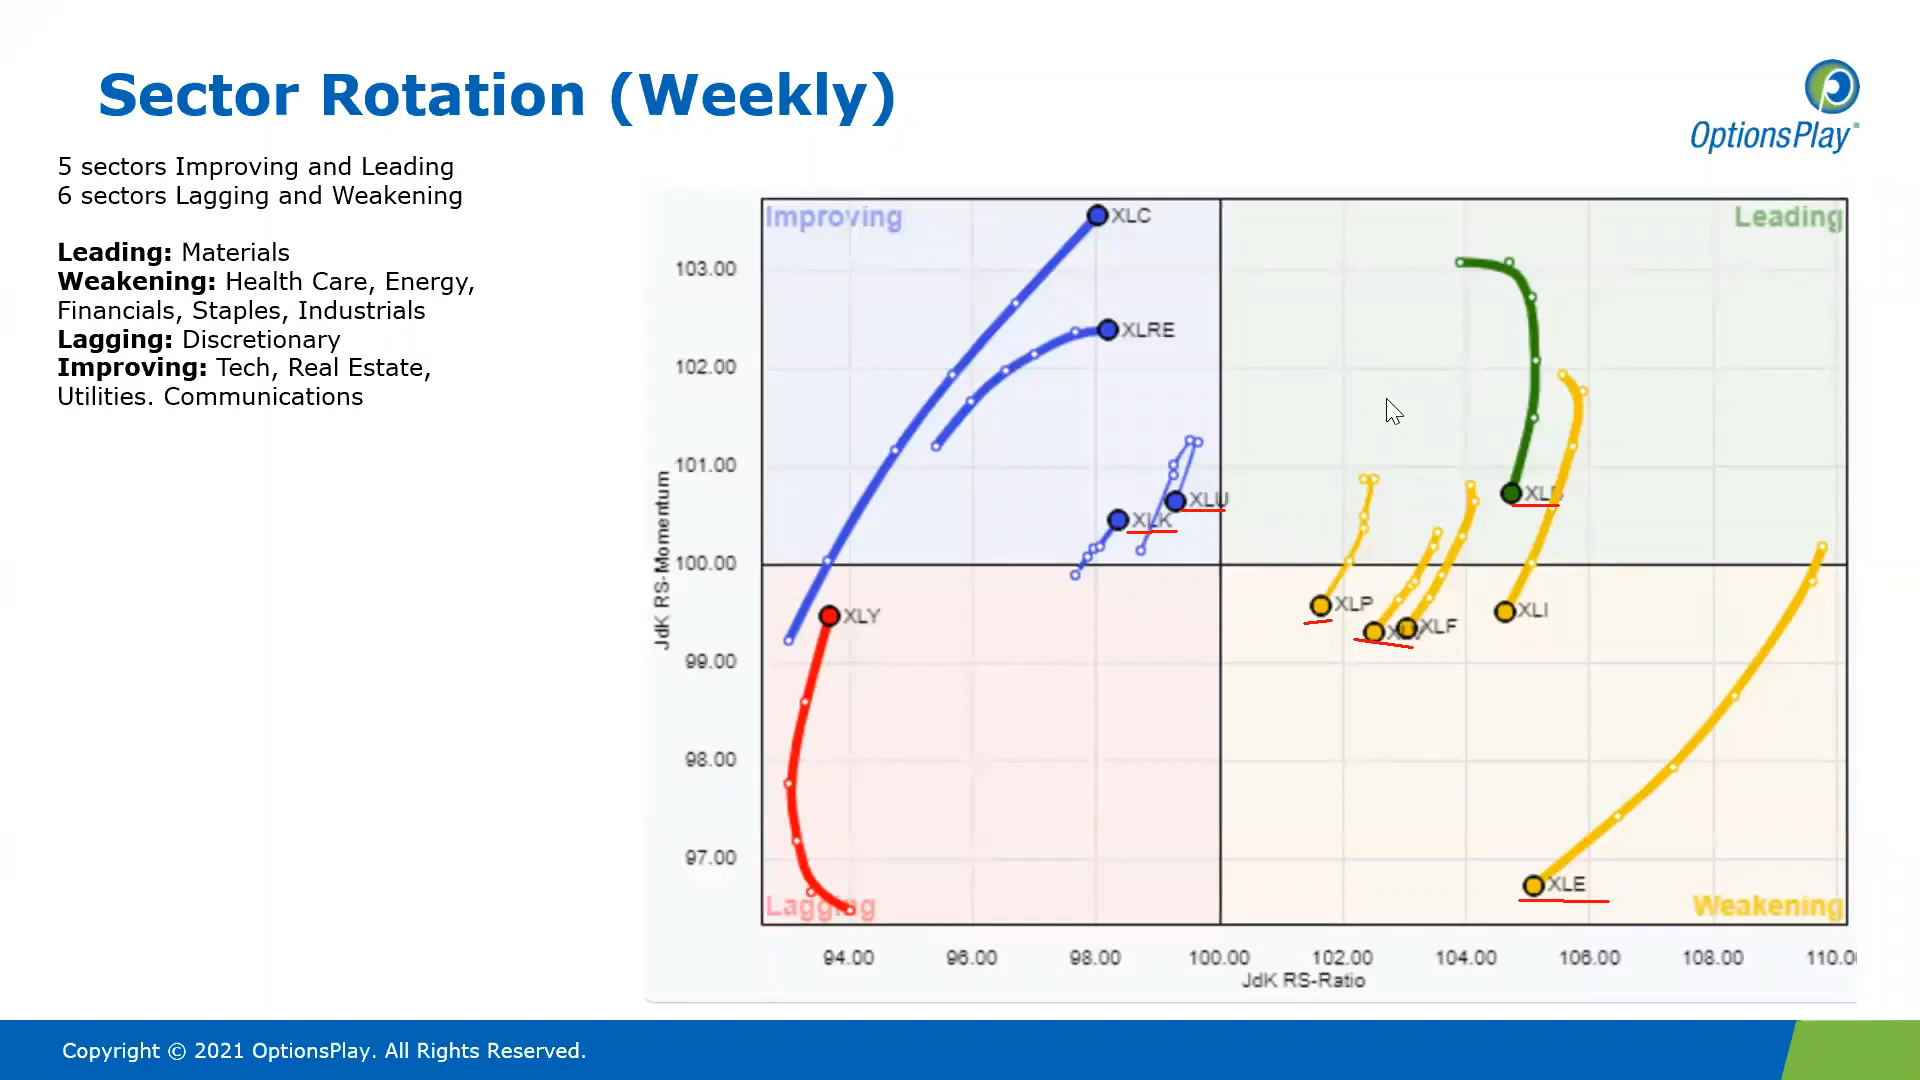 Sector Rotation (Weekly)
OptionsPlay®
5 sectors Improving and Leading
6 sectors Lagging and Weakening
Leading: Materials
Weakening: Health Care, Energy,
Financials, Staples, Industrials
Lagging: Discretionary
Improving: Tech, Real Estate,
Utilities. Communications
Improving
Leading
XLC
103.00
XLRE
102.00
101.00
XLU
XLK
JdK RS-Momentum
100.00
XLP
XLI
XLY
XLF
99.00
98.00
97.00
XLE
Lagging
Weakening
94.00 96.00 98.00 100.00 102.00 104.00 106.00 108.00 110.0
JdK RS-Ratio
Copyright © 2021 OptionsPlay. All Rights Reserved.